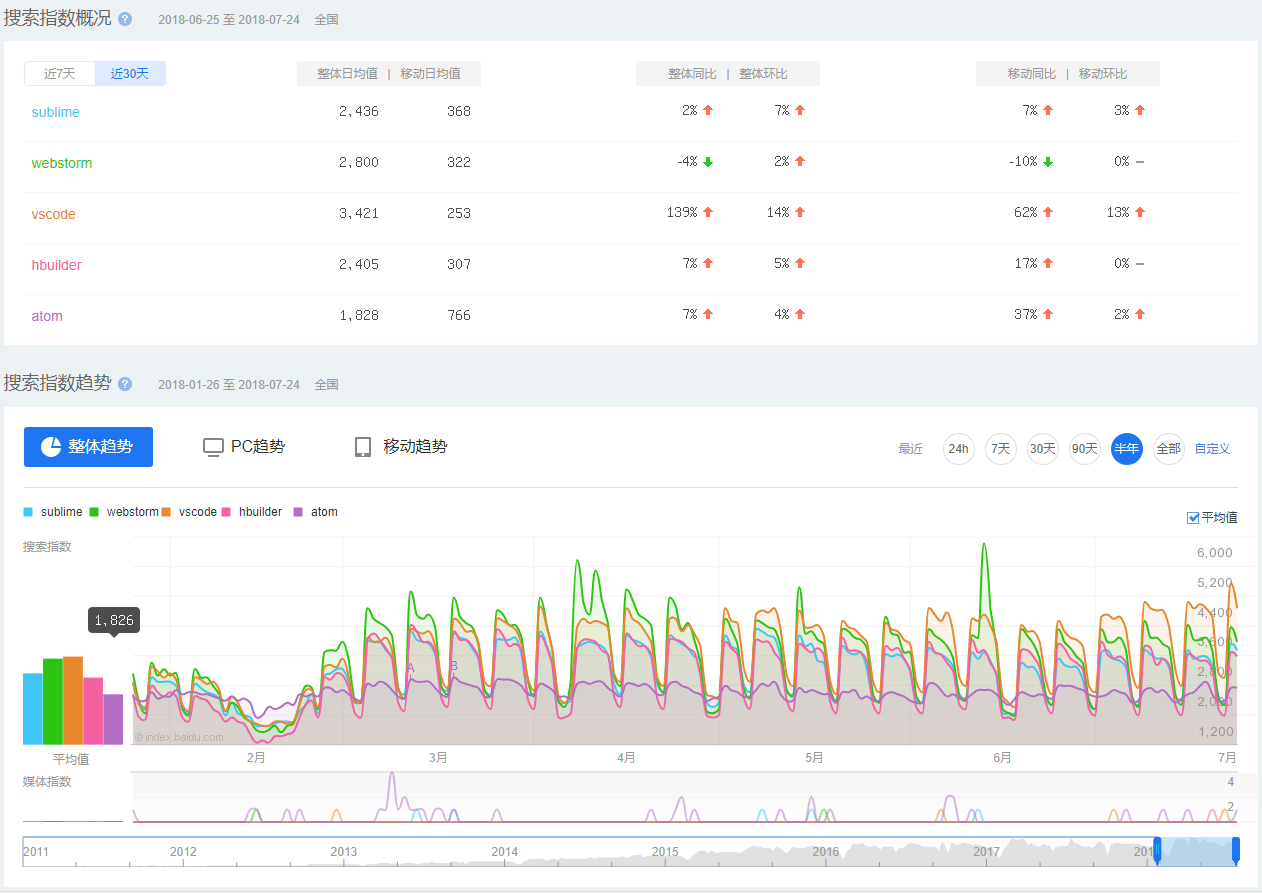 搜索指数概况 ? 2018-06-25 至 2018-07-24 全国
近7天 近30天 整体日均值 | 移动日均值 整体同比 | 整体环比 移动同比 | 移动环比
sublime 2,436 368 2% 7% 7% 3%
webstorm 2,800 322 -4% 2% -10% 0% –
vscode 3,421 253 139% 14% 62% 13%
hbuilder 2,405 307 7% 5% 17% 0% –
atom 1,828 766 7% 4% 37% 2%
搜索指数趋势 ? 2018-01-26 至 2018-07-24 全国
整体趋势 PC趋势 移动趋势 最近 24h 7天 30天 90天 半年 全部 自定义
sublime webstorm vscode hbuilder atom
平均值
搜索指数
6,000
5,200
4,400
3,600
2,800
2,000
1,200
1,826
A B
©index.baidu.com
平均值 2月 3月 4月 5月 6月 7月
媒体指数
4
2
2011 2012 2013 2014 2015 2016 2017